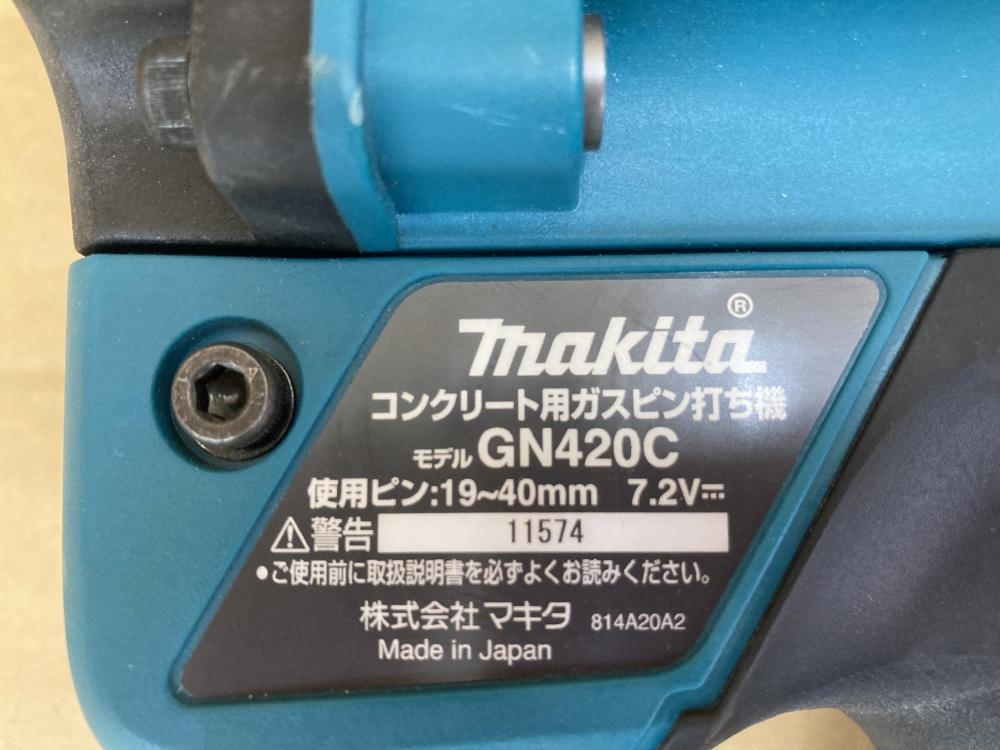 makita®
コンクリート用ガスピン打ち機
モデル GN420C
使用ピン:19~40mm 7.2V
警告 11574
•ご使用前に取扱説明書を必ずよくお読みください。
株式会社 マキタ 814A20A2
Made in Japan